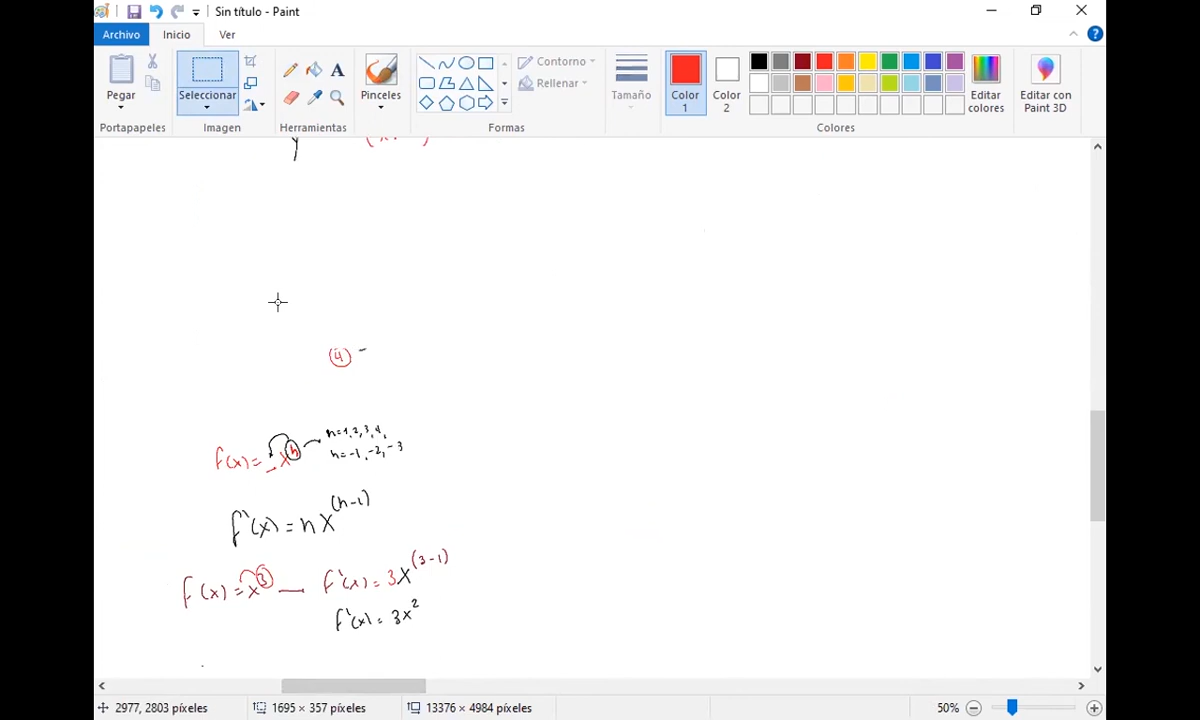 Sin título - Paint
Archivo Inicio Ver
Pegar
Seleccionar
A
Pinceles
Contorno
Rellenar
Tamaño
Color 1
Color 2
Editar colores
Editar con Paint 3D
Portapapeles Imagen Herramientas Formas Colores
y
④ -
n=1,2,3,4,
n=-1,-2,-3
f(x)=x^n
f'(x)=nx^(n-1)
f(x)=x^3 — f'(x)=3x^(3-1)
f'(x)=3x^2
2977, 2803 píxeles 1695 × 357 píxeles 13376 × 4984 píxeles 50%